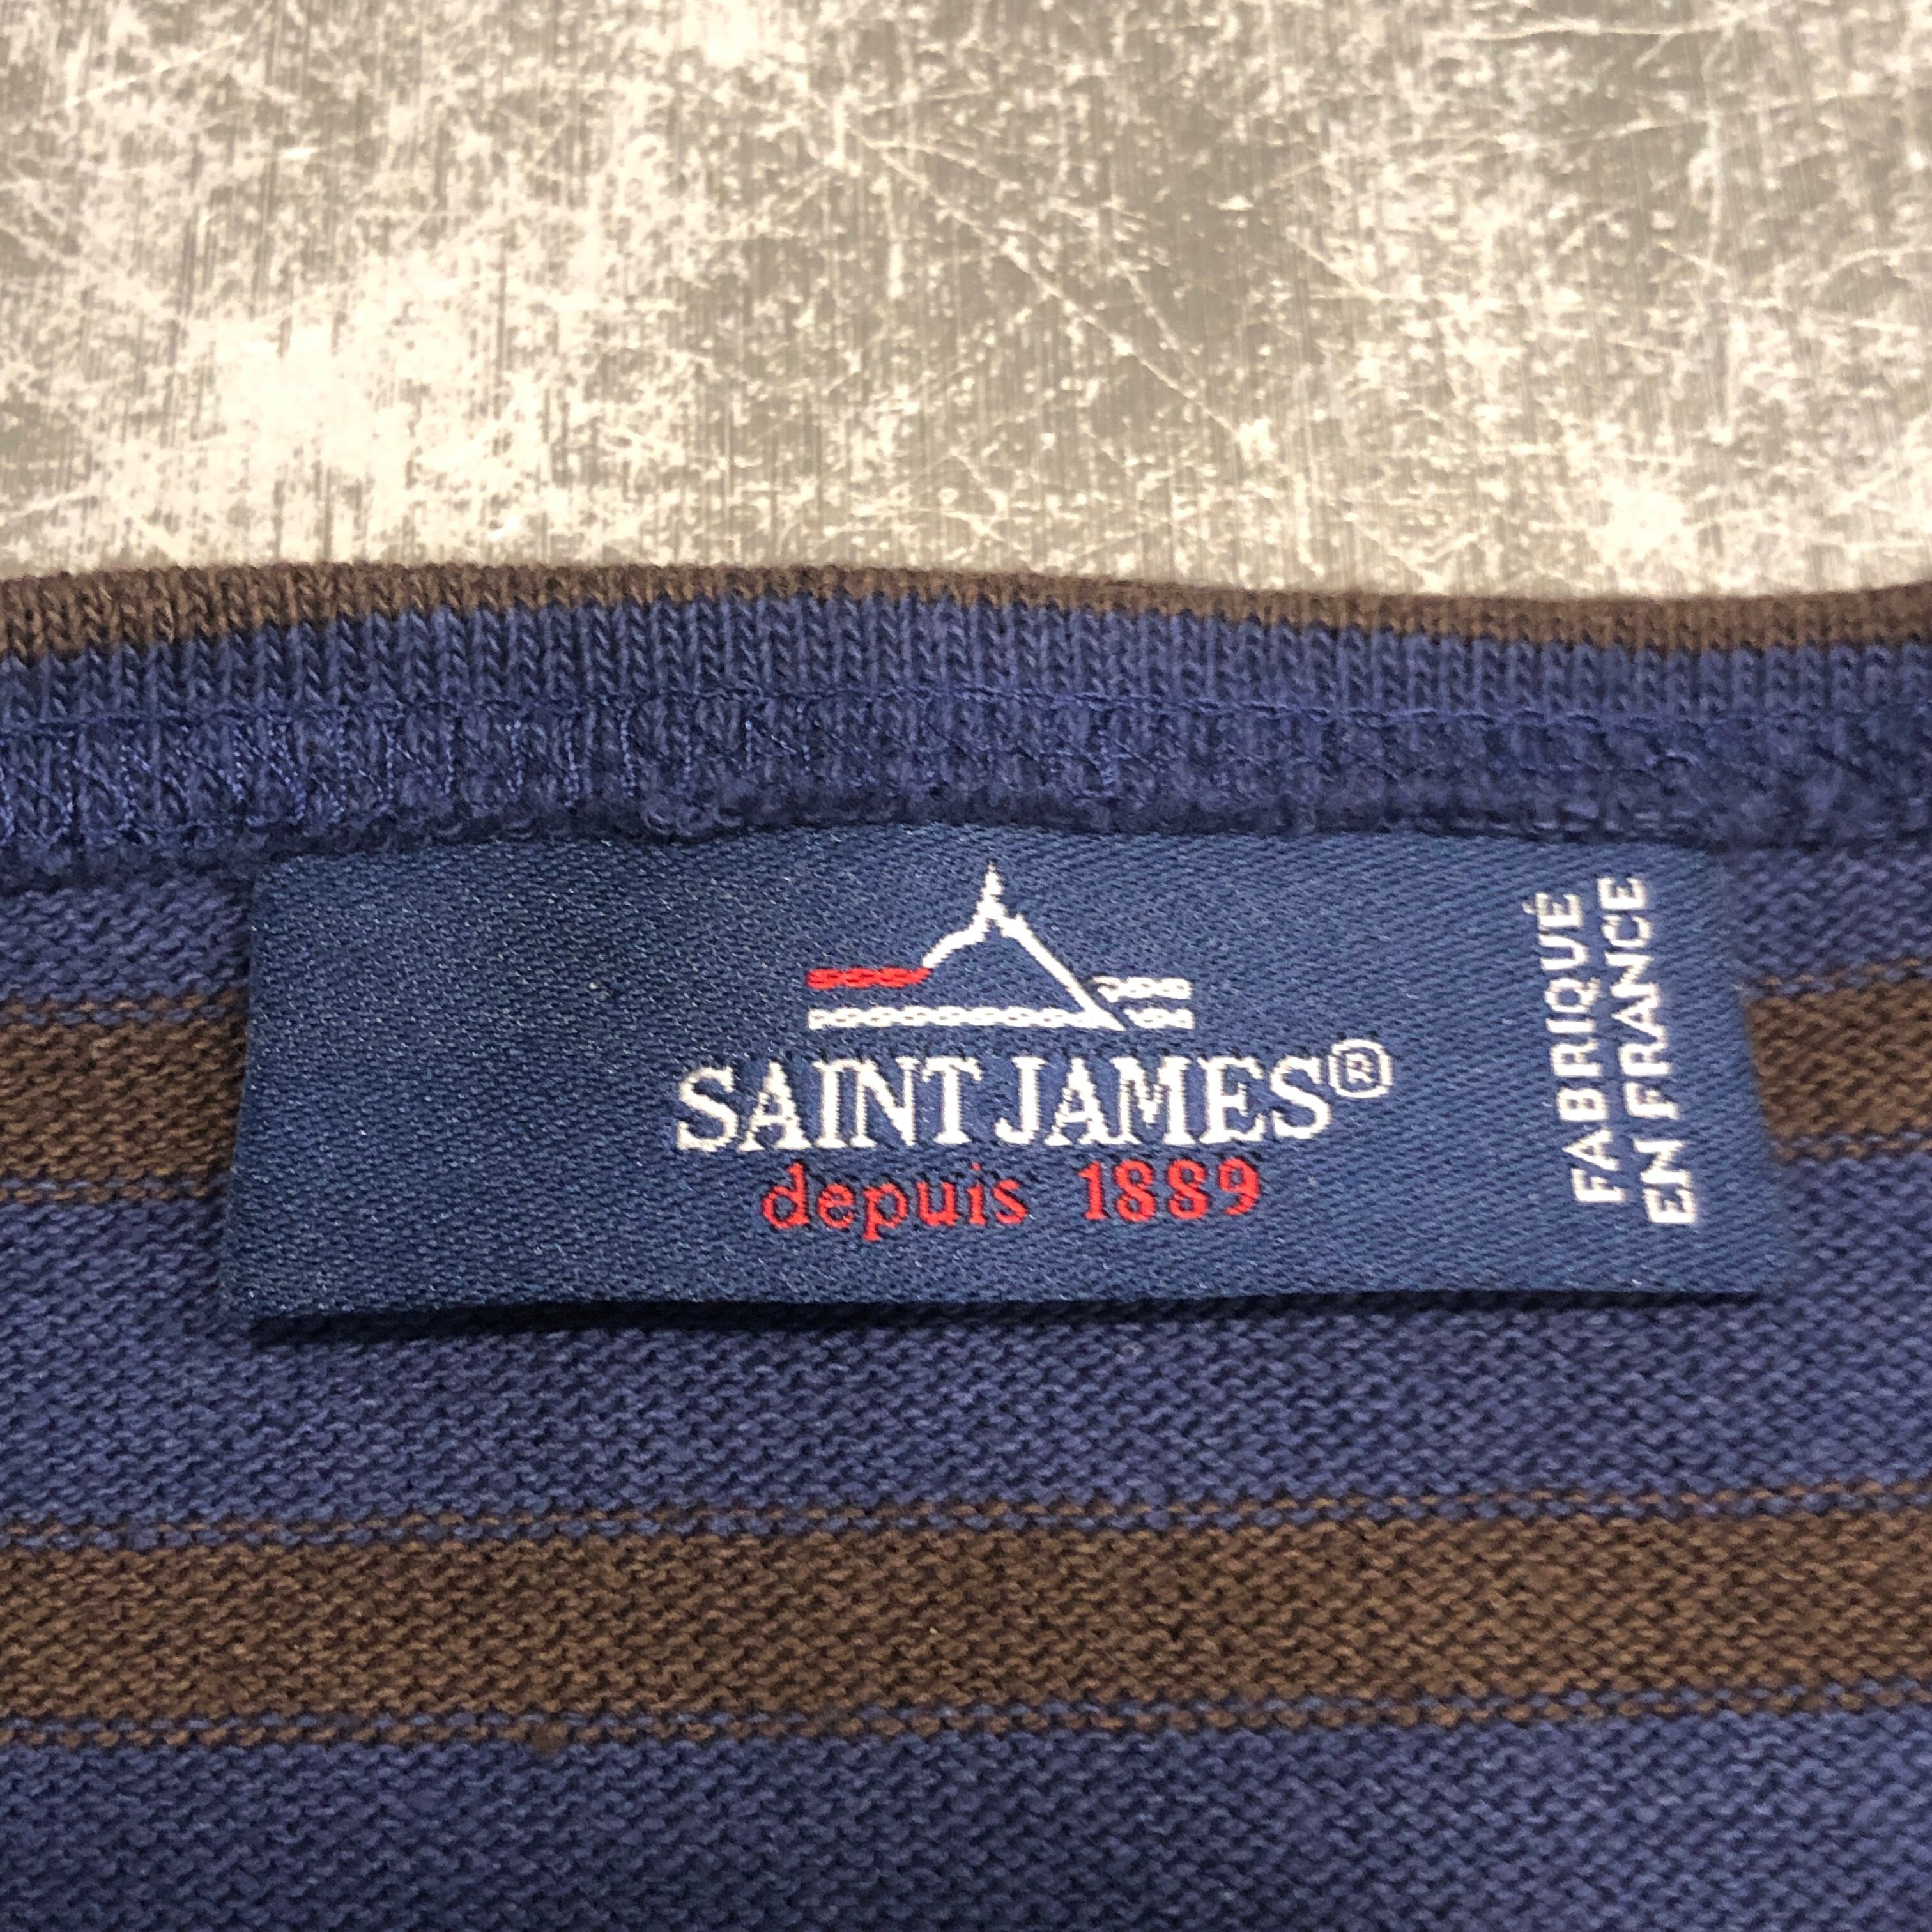 SAINT JAMES®
depuis 1889
FABRIQUÉ
EN FRANCE